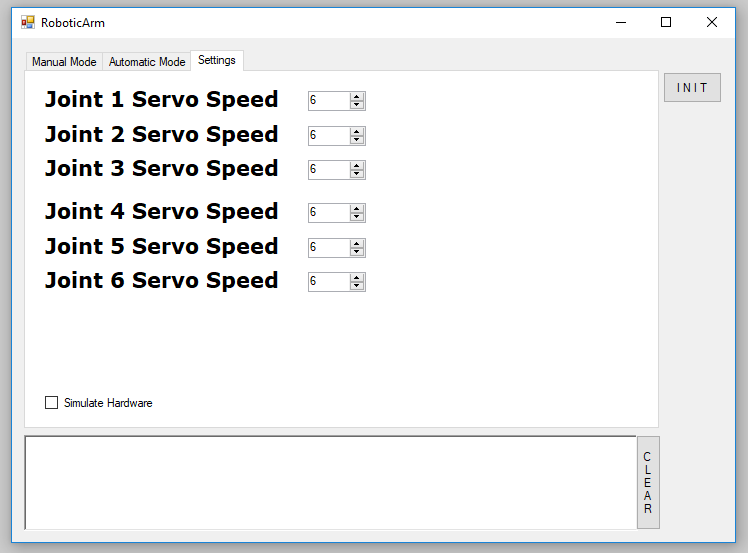 RoboticArm
Manual Mode Automatic Mode Settings
INIT
Joint 1 Servo Speed 6
Joint 2 Servo Speed 6
Joint 3 Servo Speed 6
Joint 4 Servo Speed 6
Joint 5 Servo Speed 6
Joint 6 Servo Speed 6
Simulate Hardware
C
L
E
A
R